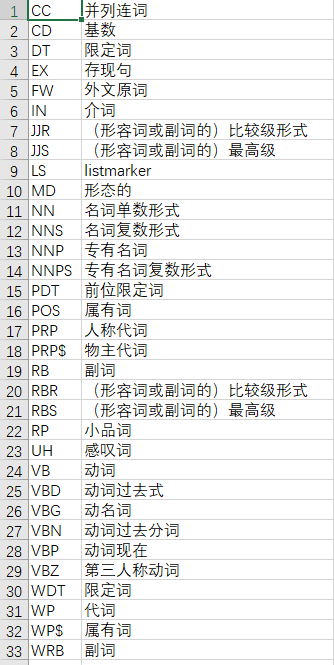 1 CC 并列连词
2 CD 基数
3 DT 限定词
4 EX 存现句
5 FW 外文原词
6 IN 介词
7 JJR （形容词或副词的）比较级形式
8 JJS （形容词或副词的）最高级
9 LS listmarker
10 MD 形态的
11 NN 名词单数形式
12 NNS 名词复数形式
13 NNP 专有名词
14 NNPS 专有名词复数形式
15 PDT 前位限定词
16 POS 属有词
17 PRP 人称代词
18 PRP$ 物主代词
19 RB 副词
20 RBR （形容词或副词的）比较级形式
21 RBS （形容词或副词的）最高级
22 RP 小品词
23 UH 感叹词
24 VB 动词
25 VBD 动词过去式
26 VBG 动名词
27 VBN 动词过去分词
28 VBP 动词现在
29 VBZ 第三人称动词
30 WDT 限定词
31 WP 代词
32 WP$ 属有词
33 WRB 副词